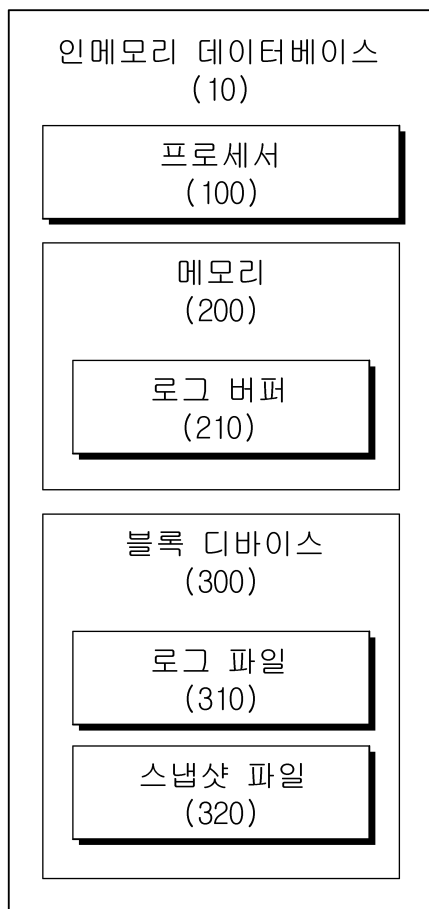 인메모리 데이터베이스
(10)
프로세서
(100)
메모리
(200)
로그 버퍼
(210)
블록 디바이스
(300)
로그 파일
(310)
스냅샷 파일
(320)